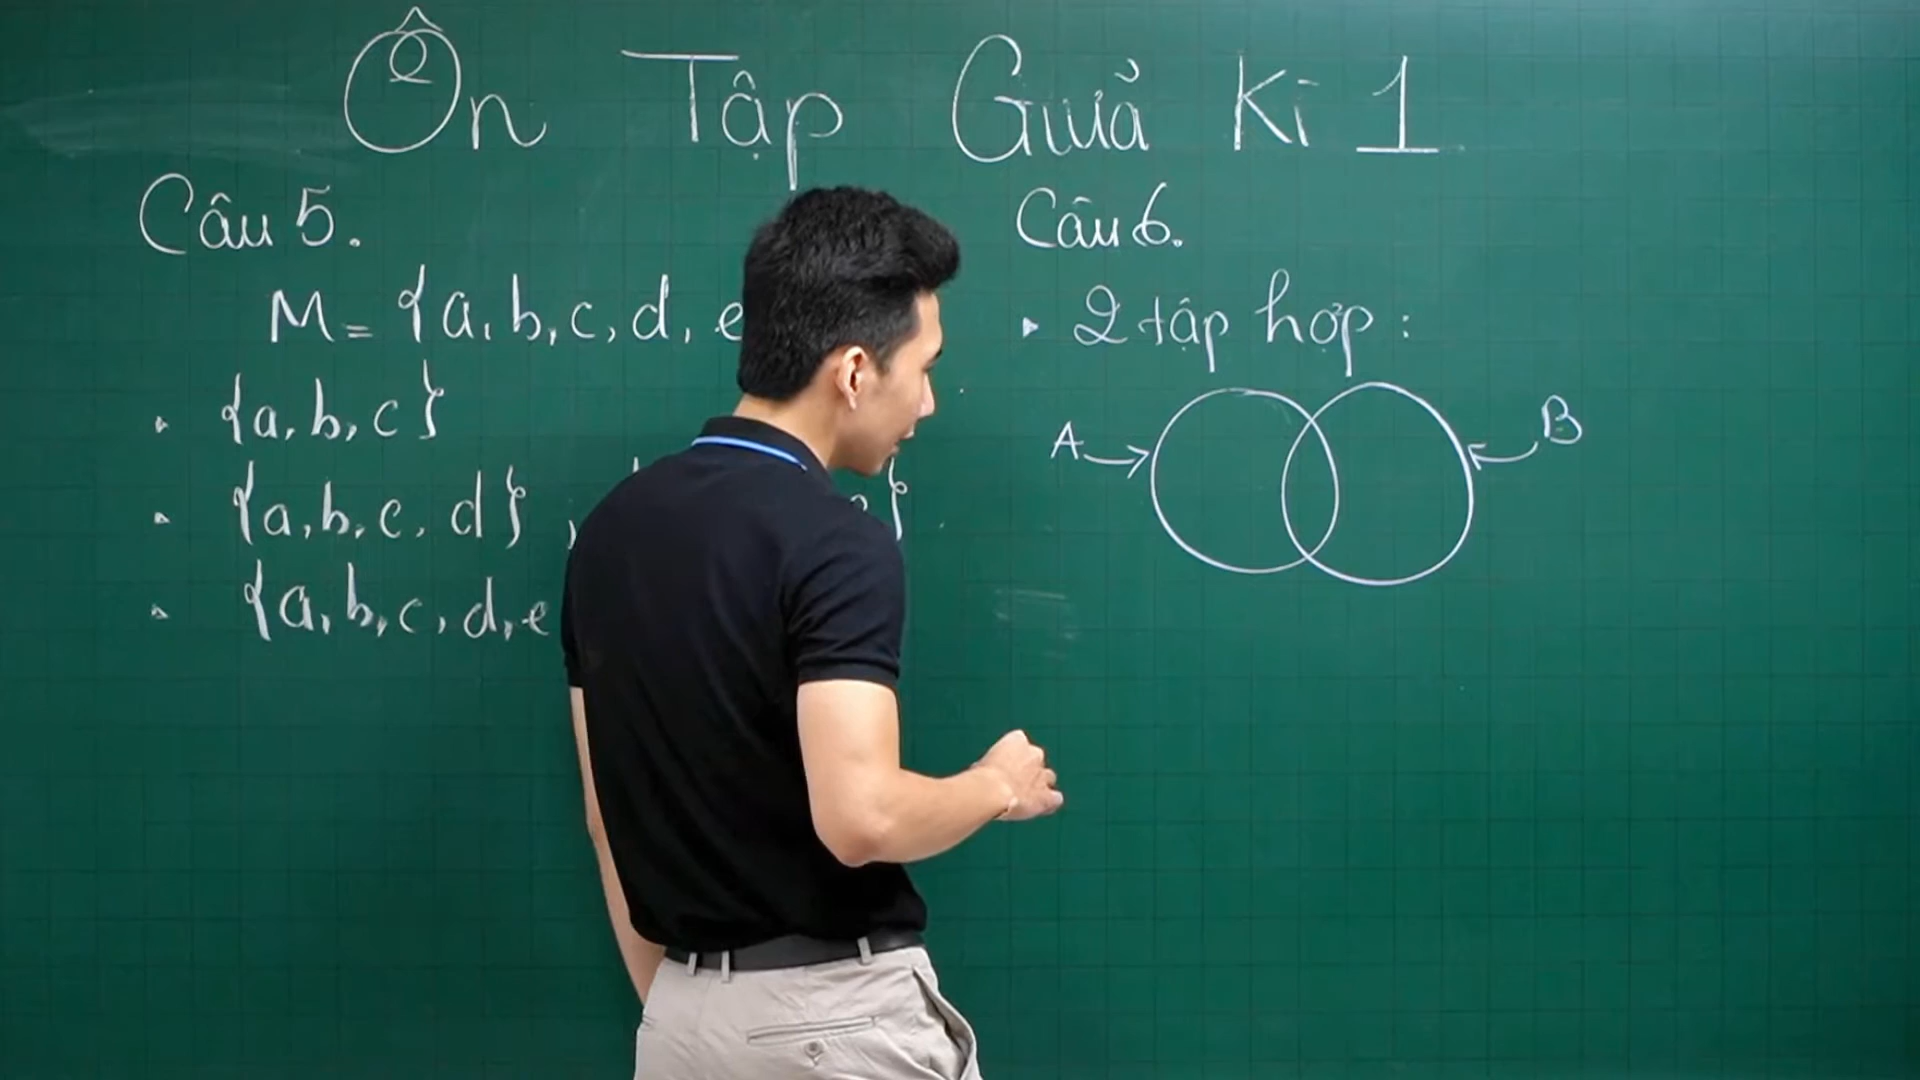 Ôn Tập Giữa Kì 1
Câu 5.
M = {a, b, c, d, e
• {a, b, c}
• {a, b, c, d} ,
• {a, b, c, d, e
Câu 6.
▸ 2 tập hợp :
A
B